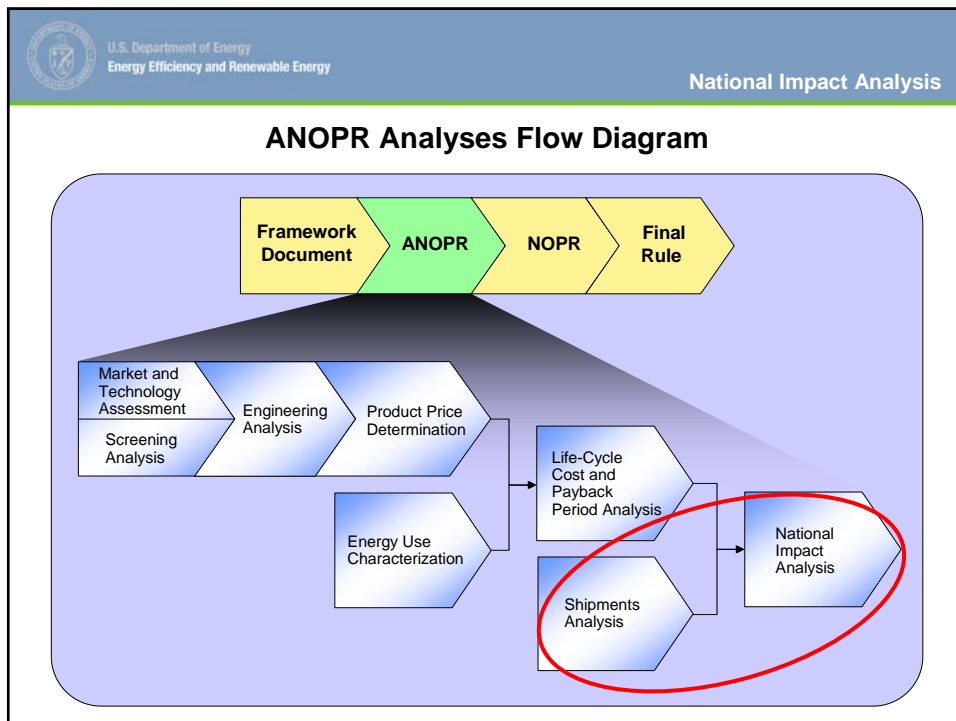 U.S. Department of Energy
Energy Efficiency and Renewable Energy
National Impact Analysis
ANOPR Analyses Flow Diagram
Framework
Document
ANOPR
NOPR
Final
Rule
Market and
Technology
Assessment
Screening
Analysis
Engineering
Analysis
Product Price
Determination
Energy Use
Characterization
Life-Cycle
Cost and
Payback
Period Analysis
Shipments
Analysis
National
Impact
Analysis